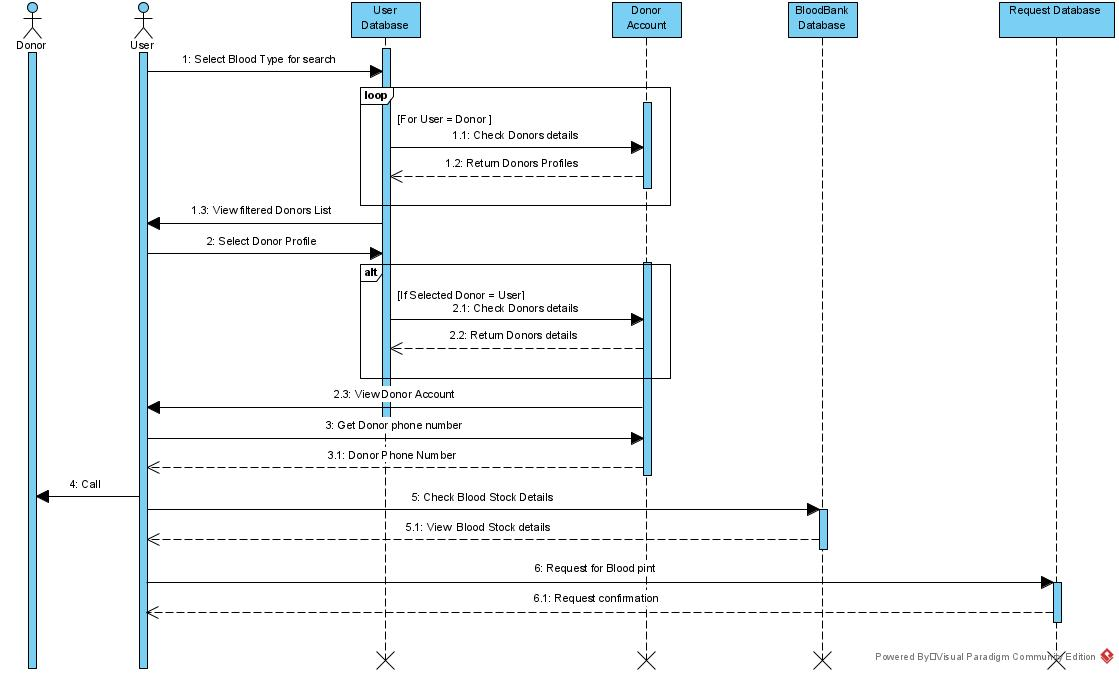 Donor
User
User
Database
Donor
Account
BloodBank
Database
Request Database
1: Select Blood Type for search
loop
[For User = Donor ]
1.1: Check Donors details
1.2: Return Donors Profiles
1.3: View filtered Donors List
2: Select Donor Profile
alt
[If Selected Donor = User]
2.1: Check Donors details
2.2: Return Donors details
2.3: View Donor Account
3: Get Donor phone number
3.1: Donor Phone Number
4: Call
5: Check Blood Stock Details
5.1: View Blood Stock details
6: Request for Blood pint
6.1: Request confirmation
Powered By Visual Paradigm Community Edition